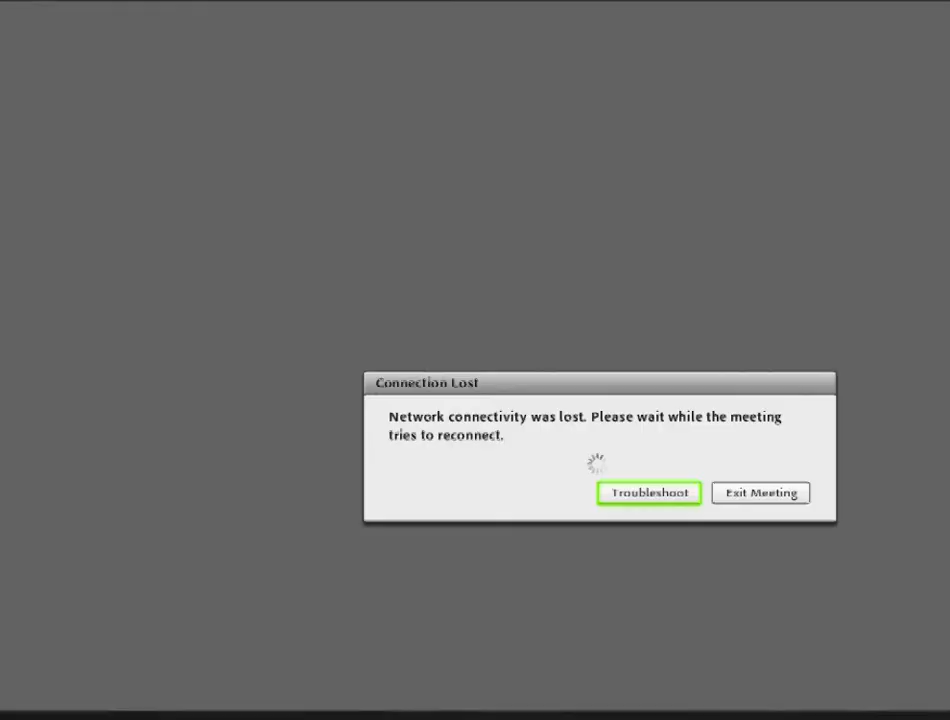 Connection Lost
Network connectivity was lost. Please wait while the meeting
tries to reconnect.
Troubleshoot Exit Meeting